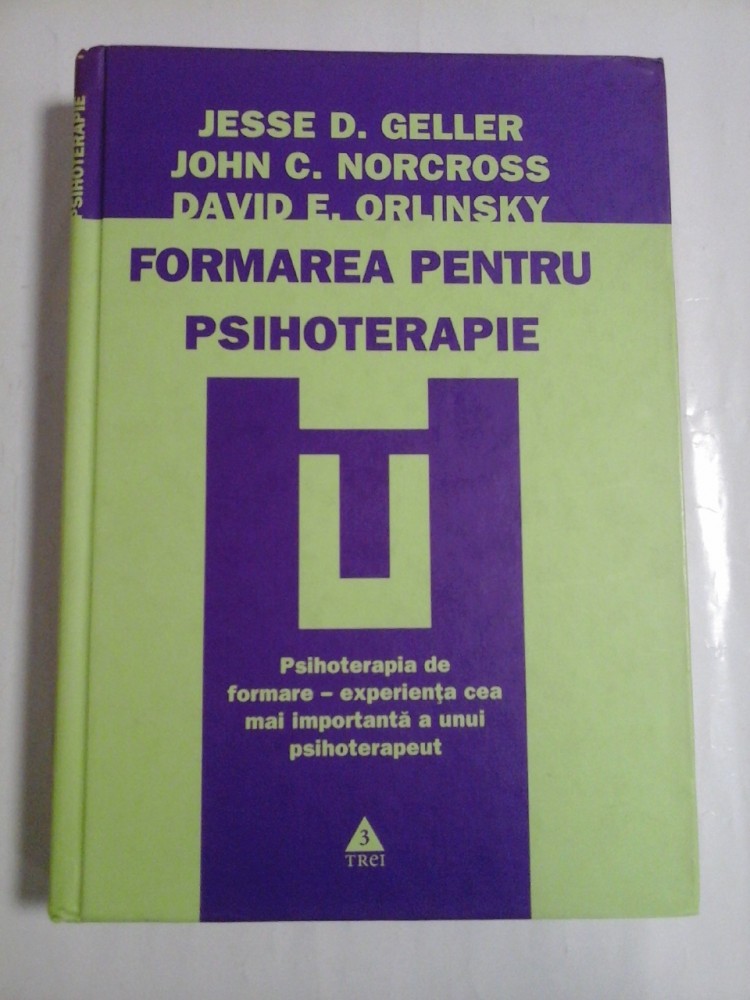 PSIHOTERAPIE
JESSE D. GELLER
JOHN C. NORCROSS
DAVID E. ORLINSKY
FORMAREA PENTRU
PSIHOTERAPIE
Psihoterapia de
formare – experiența cea
mai importantă a unui
psihoterapeut
3
TREI